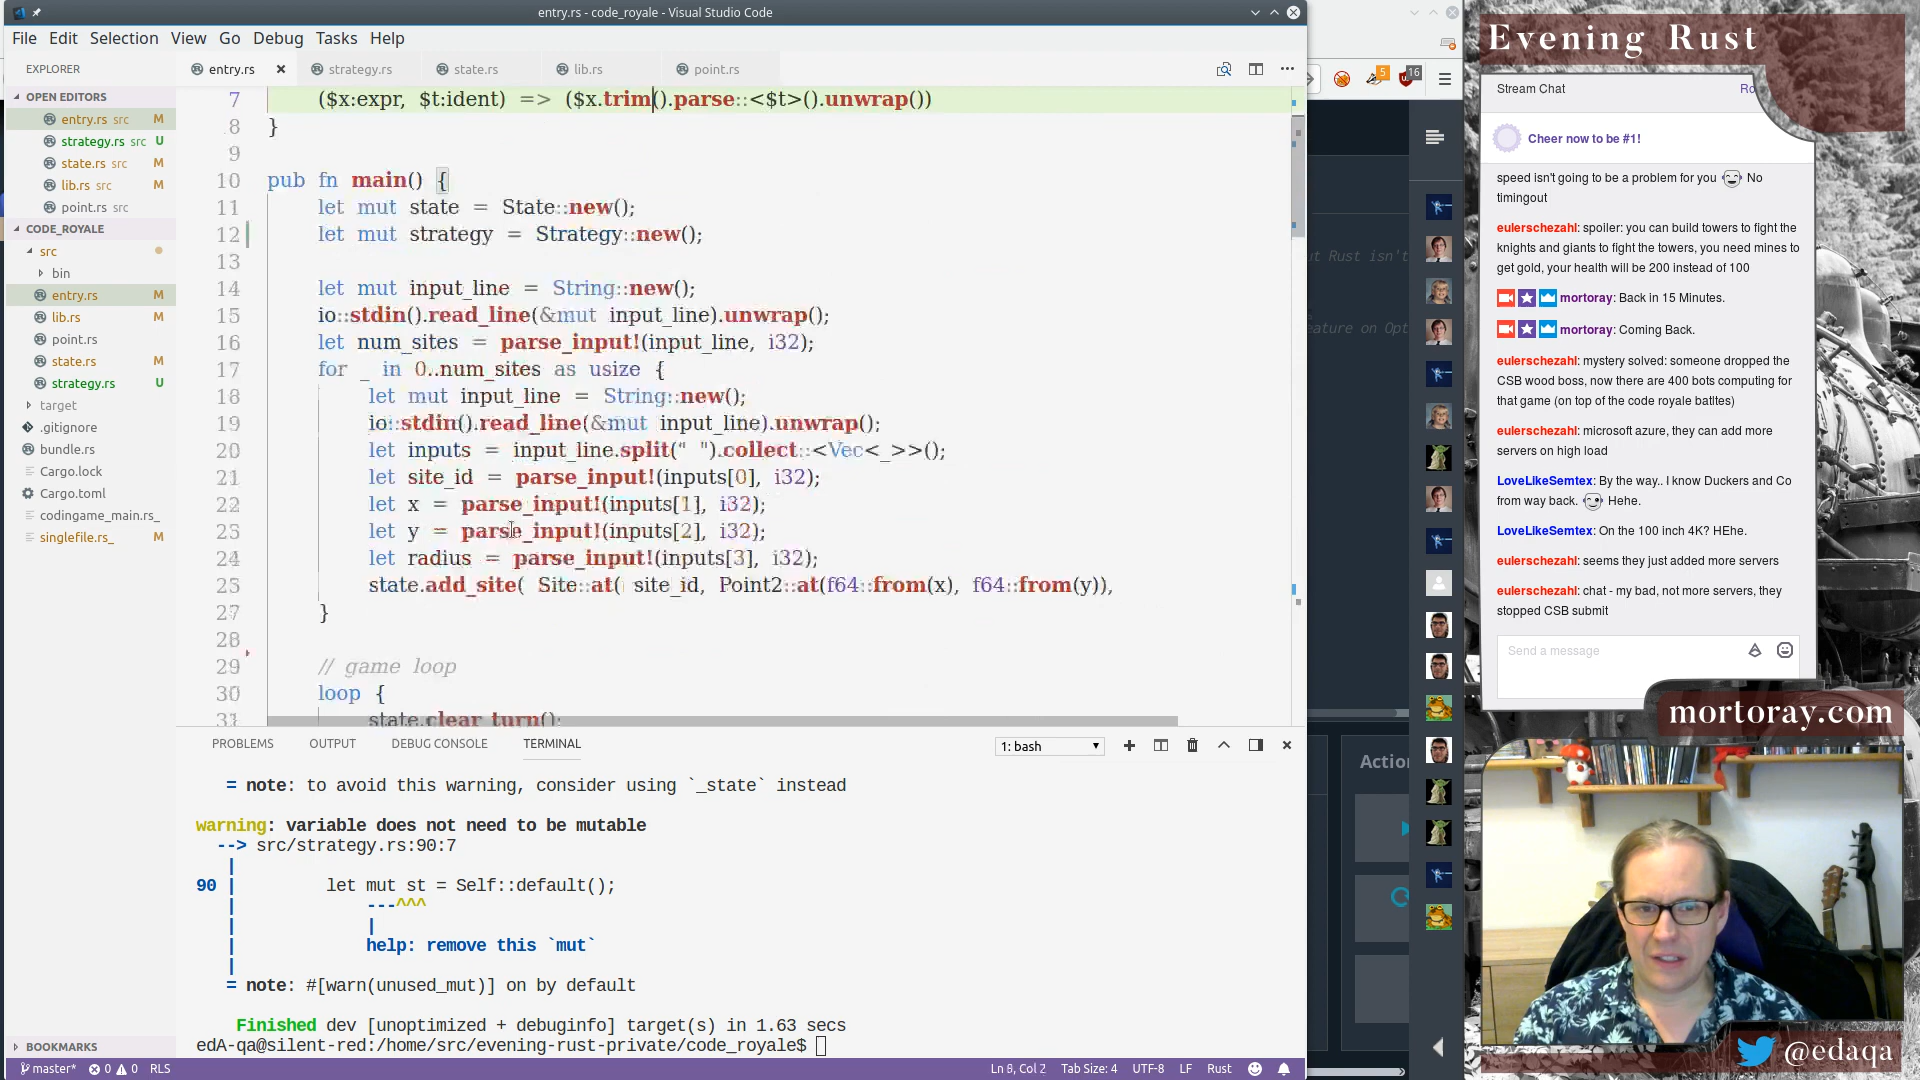 entry.rs - code_royale - Visual Studio Code
File Edit Selection View Go Debug Tasks Help
EXPLORER
OPEN EDITORS
entry.rs src M
strategy.rs src U
state.rs src M
lib.rs src M
point.rs src
CODE_ROYALE
src
bin
entry.rs M
lib.rs M
point.rs
state.rs M
strategy.rs U
target
.gitignore
bundle.rs
Cargo.lock
Cargo.toml
codingame_main.rs_
singlefile.rs_ M
BOOKMARKS
entry.rs strategy.rs state.rs lib.rs point.rs
7 ($x:expr, $t:ident) => ($x.trim().parse::<$t>().unwrap())
8 }
9
10 pub fn main() {
11 let mut state = State::new();
12 let mut strategy = Strategy::new();
13
14 let mut input_line = String::new();
15 io::stdin().read_line(&mut input_line).unwrap();
16 let num_sites = parse_input!(input_line, i32);
17 for _ in 0..num_sites as usize {
18 let mut input_line = String::new();
19 io::stdin().read_line(&mut input_line).unwrap();
20 let inputs = input_line.split(" ").collect::<Vec<_>>();
21 let site_id = parse_input!(inputs[0], i32);
22 let x = parse_input!(inputs[1], i32);
23 let y = parse_input!(inputs[2], i32);
24 let radius = parse_input!(inputs[3], i32);
25 state.add_site( Site::at( site_id, Point2::at(f64::from(x), f64::from(y)),
27 }
28
29 // game loop
30 loop {
31 state.clear_turn();
PROBLEMS OUTPUT DEBUG CONSOLE TERMINAL
1: bash
= note: to avoid this warning, consider using `_state` instead
warning: variable does not need to be mutable
--> src/strategy.rs:90:7
|
90 | let mut st = Self::default();
| ---^^^
| |
| help: remove this `mut`
|
= note: #[warn(unused_mut)] on by default
Finished dev [unoptimized + debuginfo] target(s) in 1.63 secs
edA-qa@silent-red:/home/src/evening-rust-private/code_royale$
master* 0 0 RLS
Ln 8, Col 2 Tab Size: 4 UTF-8 LF Rust
5
16
ut Rust isn't
eature on Opt
Action
Evening Rust
Stream Chat
Cheer now to be #1!
speed isn't going to be a problem for you No
timingout
eulerschezahl: spoiler: you can build towers to fight the
knights and giants to fight the towers, you need mines to
get gold, your health will be 200 instead of 100
mortoray: Back in 15 Minutes.
mortoray: Coming Back.
eulerschezahl: mystery solved: someone dropped the
CSB wood boss, now there are 400 bots computing for
that game (on top of the code royale batltes)
eulerschezahl: microsoft azure, they can add more
servers on high load
LoveLIkeSemtex: By the way.. I know Duckers and Co
from way back. Hehe.
LoveLIkeSemtex: On the 100 inch 4K? HEhe.
eulerschezahl: seems they just added more servers
eulerschezahl: chat - my bad, not more servers, they
stopped CSB submit
Send a message
mortoray.com
@edaqa